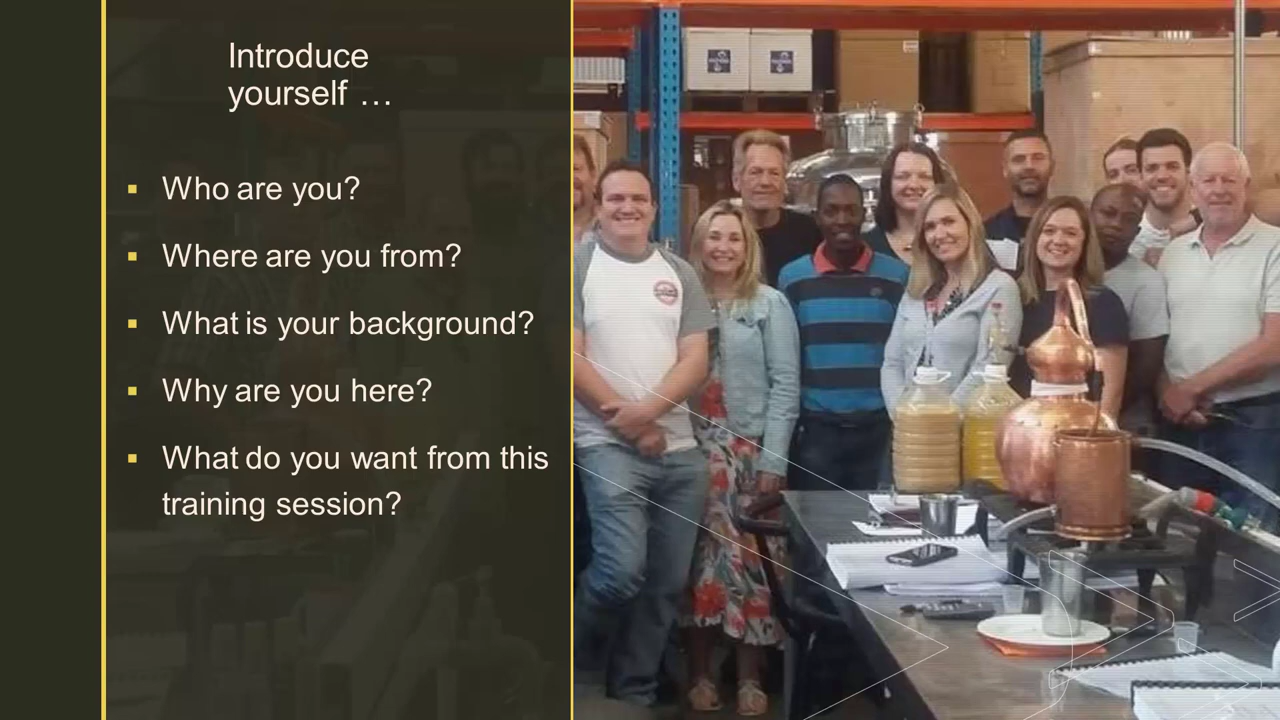 Introduce
yourself …
▪ Who are you?
▪ Where are you from?
▪ What is your background?
▪ Why are you here?
▪ What do you want from this
training session?